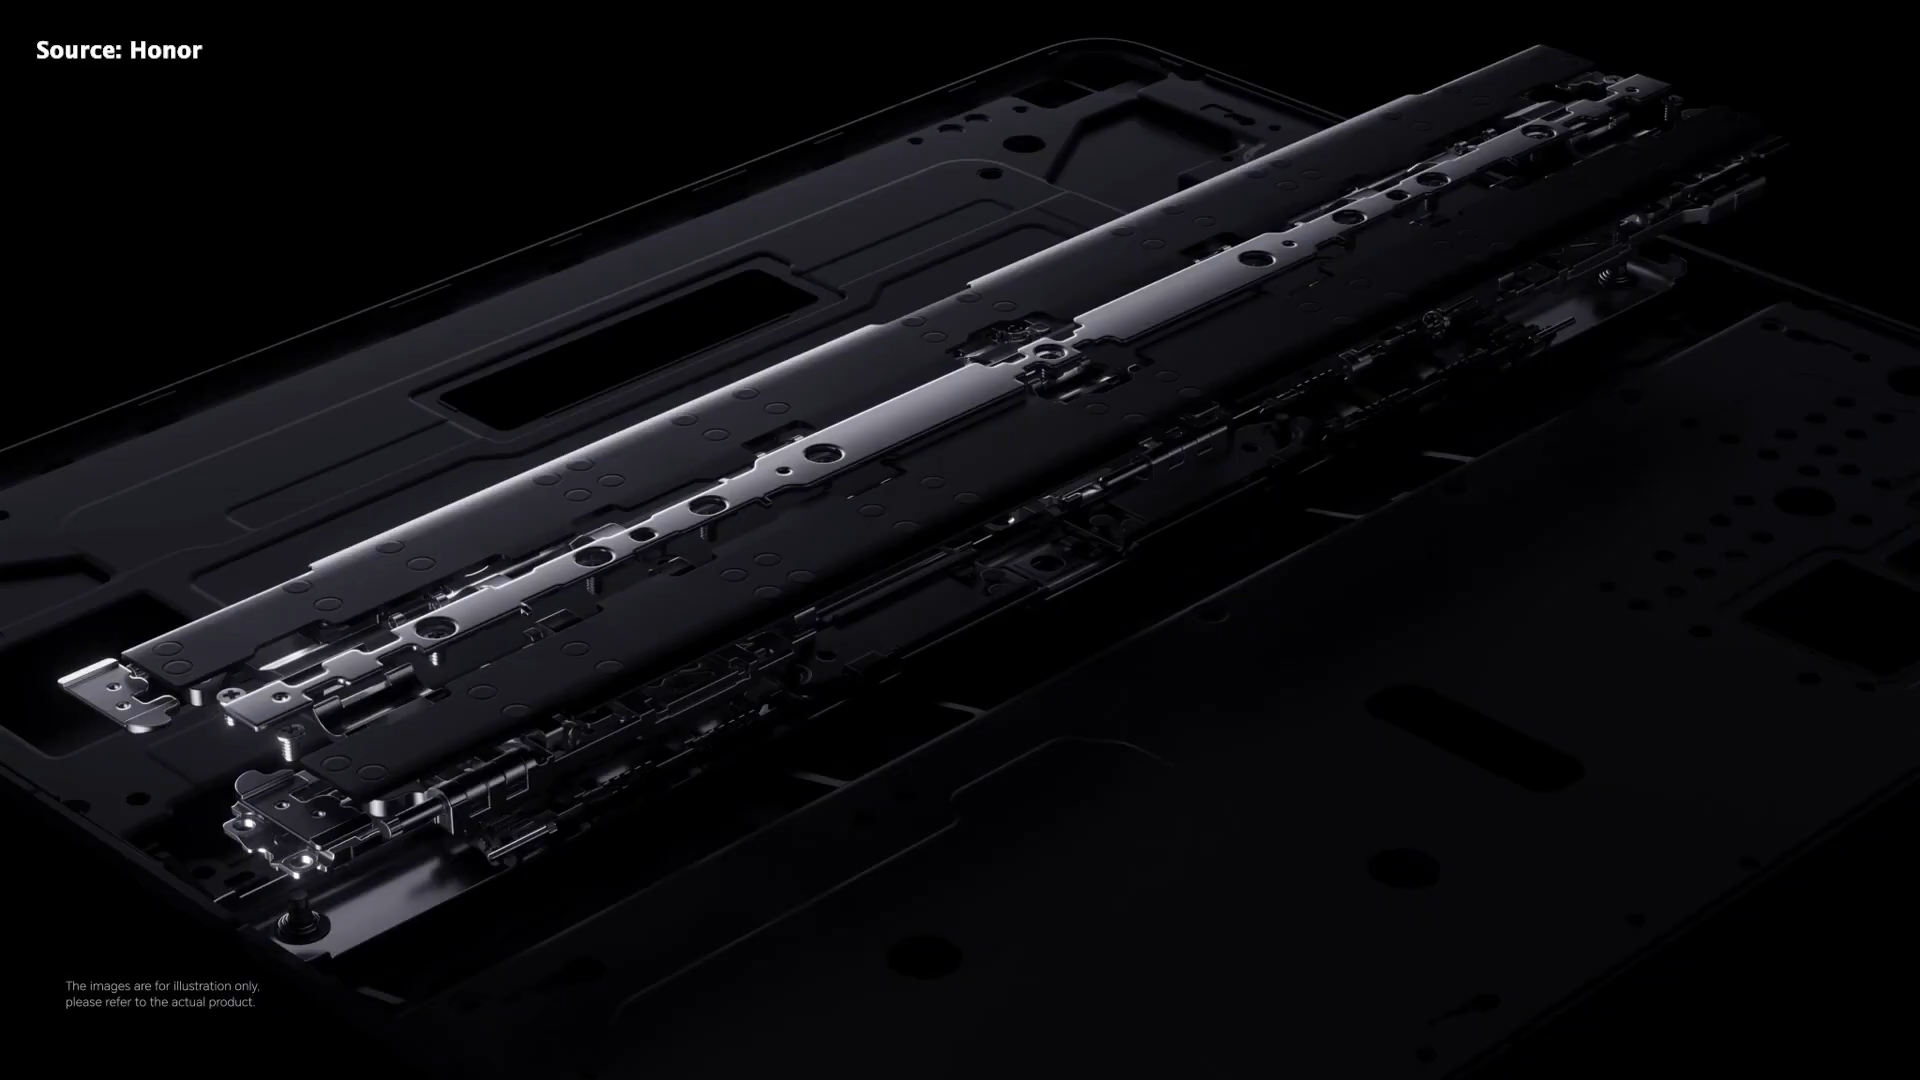 Source: Honor
The images are for illustration only,
please refer to the actual product.